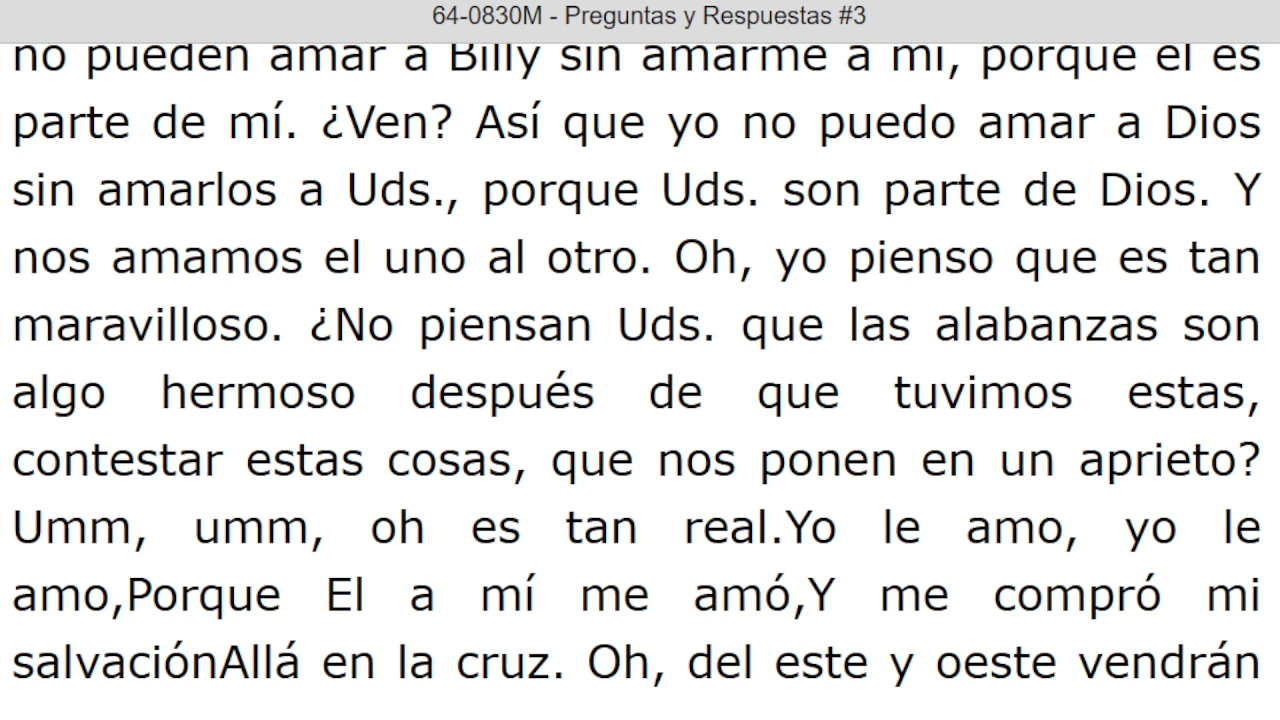 64-0830M - Preguntas y Respuestas #3
no pueden amar a Billy sin amarme a mí, porque él es
parte de mí. ¿Ven? Así que yo no puedo amar a Dios
sin amarlos a Uds., porque Uds. son parte de Dios. Y
nos amamos el uno al otro. Oh, yo pienso que es tan
maravilloso. ¿No piensan Uds. que las alabanzas son
algo hermoso después de que tuvimos estas,
contestar estas cosas, que nos ponen en un aprieto?
Umm, umm, oh es tan real.Yo le amo, yo le
amo,Porque El a mí me amó,Y me compró mi
salvaciónAllá en la cruz. Oh, del este y oeste vendrán